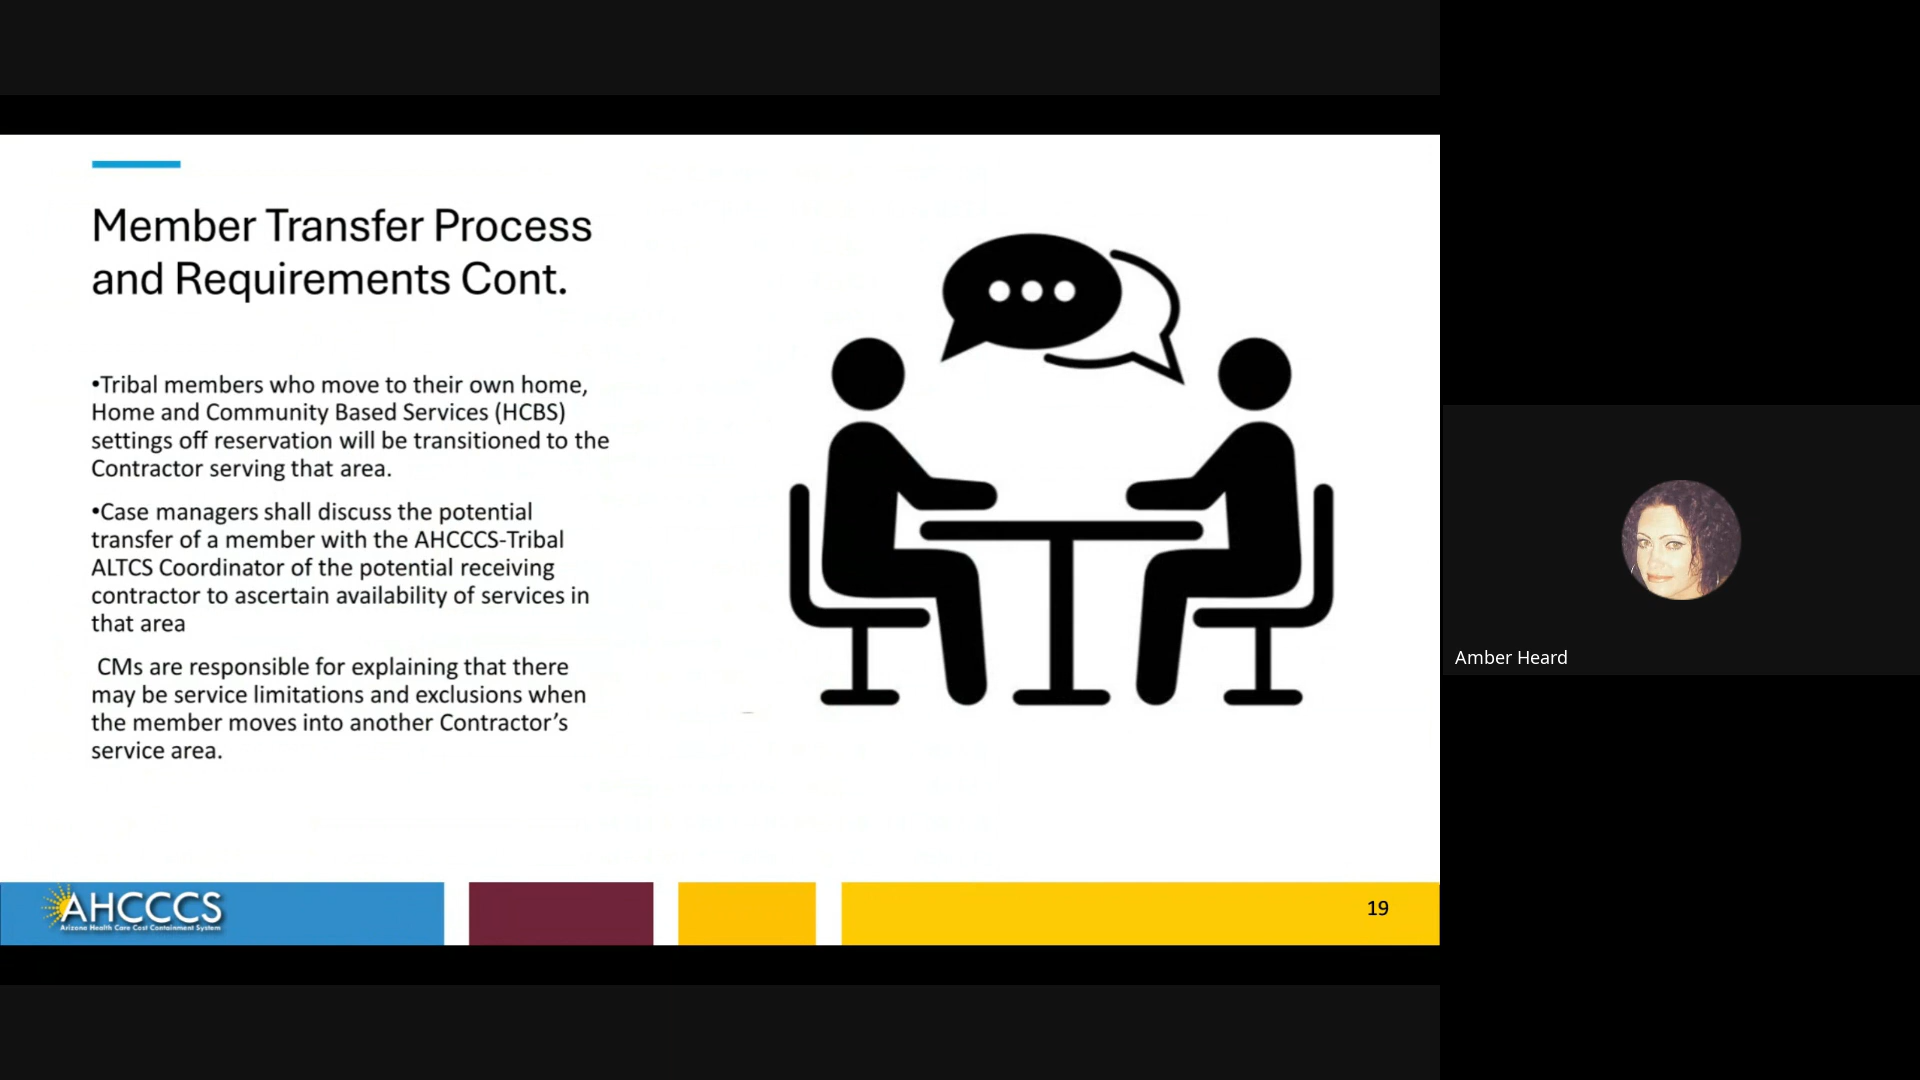 Member Transfer Process
and Requirements Cont.
•Tribal members who move to their own home,
Home and Community Based Services (HCBS)
settings off reservation will be transitioned to the
Contractor serving that area.
•Case managers shall discuss the potential
transfer of a member with the AHCCCS-Tribal
ALTCS Coordinator of the potential receiving
contractor to ascertain availability of services in
that area
CMs are responsible for explaining that there
may be service limitations and exclusions when
the member moves into another Contractor’s
service area.
AHCCCS
Arizona Health Care Cost Containment System
19
Amber Heard